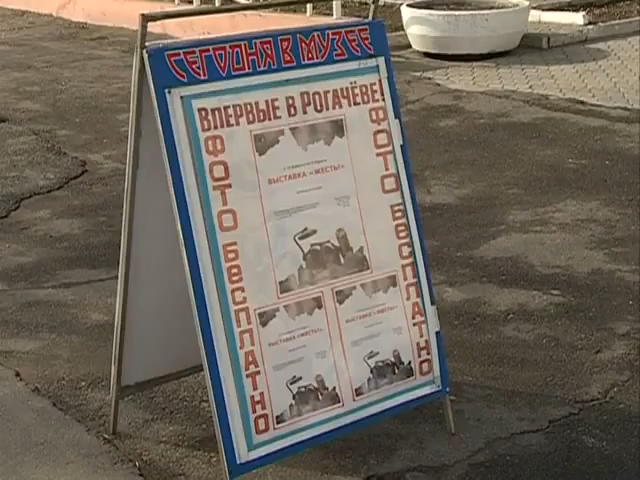 СЕГОДНЯ В МУЗЕЕ
ВПЕРВЫЕ В РОГАЧЁВЕ!
ФОТО БЕСПЛАТНО
ВЫСТАВКА «ЖЕСТЬ!»
ФОТО БЕСПЛАТНО
ВЫСТАВКА «ЖЕСТЬ!»
ВЫСТАВКА «ЖЕСТЬ!»